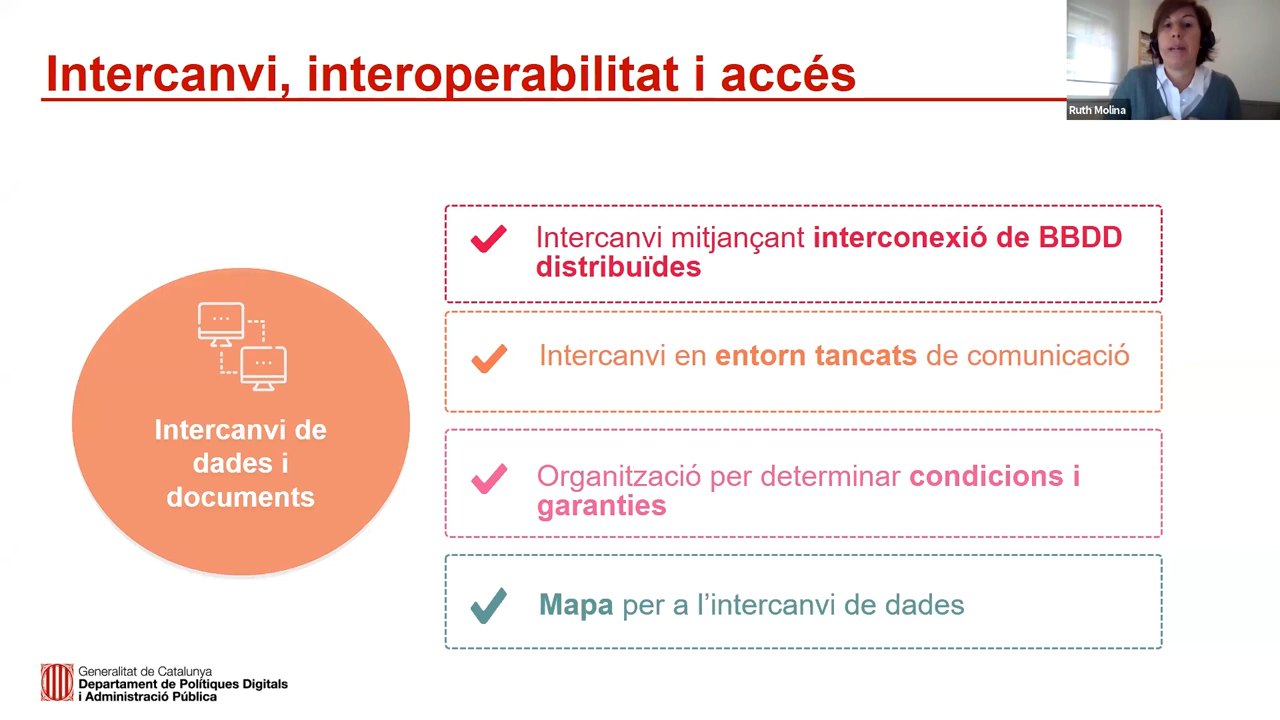 Intercanvi, interoperabilitat i accés
Ruth Molina
Intercanvi de
dades i
documents
Intercanvi mitjançant interconexió de BBDD
distribuïdes
Intercanvi en entorn tancats de comunicació
Organització per determinar condicions i
garanties
Mapa per a l’intercanvi de dades
Generalitat de Catalunya
Departament de Polítiques Digitals
i Administració Pública